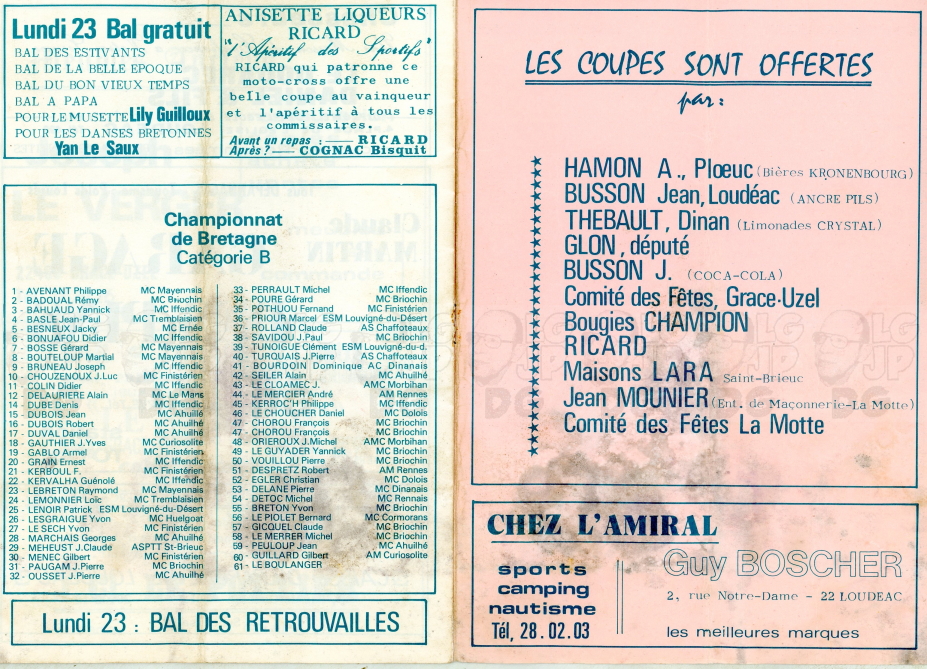 Lundi 23 Bal gratuit
BAL DES ESTIVANTS
BAL DE LA BELLE EPOQUE
BAL DU BON VIEUX TEMPS
BAL A PAPA
POUR LE MUSETTE Lily Guilloux
POUR LES DANSES BRETONNES
Yan Le Saux
ANISETTE LIQUEURS
RICARD
"l'Apéritif des Sportifs"
RICARD qui patronne ce
moto-cross offre une
belle coupe au vainqueur
et l'apéritif à tous les
commissaires.
Avant un repas : — RICARD
Après ? — COGNAC Bisquit
Championnat
de Bretagne
Catégorie B
1 - AVENANT Philippe MC Mayennais
2 - BADOUAL Rémy MC Briochin
3 - BAHUAUD Yannick MC Iffendic
4 - BASLE Jean-Paul MC Tremblaisien
5 - BESNEUX Jacky MC Ernée
6 - BONJAFOU Didier MC Iffendic
7 - BOSSE Gérard MC Mayennais
8 - BOUTELOUP Martial MC Mayennais
9 - BRUNEAU Joseph MC Iffendic
10 - CHOUZENOUX J.Luc MC Finistérien
11 - COLIN Didier MC Iffendic
12 - DELAURIERE Alain MC Le Mans
14 - DUBE Denis MC Iffendic
15 - DUBOIS Jean MC Ahuillé
16 - DUBOIS Robert MC Ahuilhé
17 - DUVAL Daniel MC Ahuilhé
18 - GAUTHIER J.Yves MC Curiosolite
19 - GABLO Armel MC Finistérien
20 - GRAIN Ernest MC Iffendic
21 - KERBOUL F. MC Finistérien
22 - KERVALHA Guénolé MC Iffendic
23 - LEBRETON Raymond MC Mayennais
24 - LEMONNIER Loïc MC Tremblaisien
25 - LENOIR Patrick ESM Louvigné-du-Désert
26 - LESGRAIGUE Yvon MC Huelgoat
27 - LE SECH Yvon MC Finistérien
28 - MARCHAIS Georges MC Ahuilhé
29 - MEHEUST J.Claude ASPTT St-Brieuc
30 - MENEC Gilbert MC Finistérien
31 - PAUGAM J.Pierre MC Briochin
32 - OUSSET J.Pierre MC Ahuilhé
33 - PERRAULT Michel MC Iffendic
34 - POURE Gérard MC Briochin
35 - POTHUOU Fernand MC Finistérien
36 - PRIOUR Marcel ESM Louvigné-du-Désert
37 - ROLLAND Claude AS Chaffoteaux
38 - SAVIDOU J.Paul MC Briochin
39 - TUNOIGUE Clément ESM Louvigné-du-d.
40 - TURQUAIS J.Pierre AS Chaffoteaux
41 - BOURDOIN Dominique AC Dinanais
42 - SEILER Alain MC Ahuilhé
43 - LE CLOAMEC J. AMC Morbihan
44 - LE MERCIER André AM Rennes
45 - KERROC'H Philippe MC Iffendic
46 - LE CHOUCHER Daniel MC Dolois
47 - CHOROU François MC Briochin
47 - CHOROU François MC Briochin
48 - ORIEROUX J.Michel AMC Morbihan
49 - LE GUYADER Yannick MC Briochin
50 - VOUILLOU Pierre MC Briochin
51 - DESPRETZ Robert AM Rennes
52 - EGLER Christian MC Dolois
53 - DELANE Pierre MC Dinanais
54 - DETOC Michel MC Rennais
55 - BRETON Yvon MC Briochin
56 - LE PIOLET Bernard MC Cormorans
57 - GICQUEL Claude MC Briochin
58 - LE MERRER Michel MC Briochin
59 - PEULOUP Jean MC Ahuilhé
60 - GUILLARD Gilbert AM Curiosolite
61 - LE BOULANGER
Lundi 23 : BAL DES RETROUVAILLES
LES COUPES SONT OFFERTES
par:
HAMON A., Plœuc (Bières KRONENBOURG)
BUSSON Jean, Loudéac (ANCRE PILS)
THEBAULT, Dinan (Limonades CRYSTAL)
GLON, député
BUSSON J. (COCA-COLA)
Comité des Fêtes, Grace-Uzel
Bougies CHAMPION
RICARD
Maisons LARA Saint-Brieuc
Jean MOUNIER (Ent. de Maçonnerie-La Motte)
Comité des Fêtes La Motte
CHEZ L'AMIRAL
sports
camping
nautisme
Tél, 28.02.03
Guy BOSCHER
2, rue Notre-Dame - 22 LOUDEAC
les meilleures marques